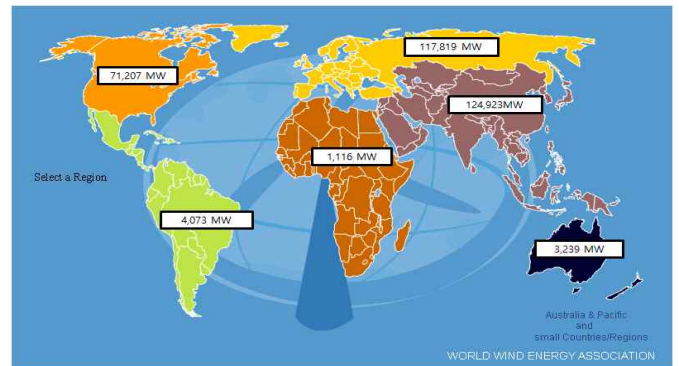 117,819 MW
71,207 MW
124,923MW
1,116 MW
Select a Region
4,073 MW
3,239 MW
Australia & Pacific
and
small Countries/Regions
WORLD WIND ENERGY ASSOCIATION